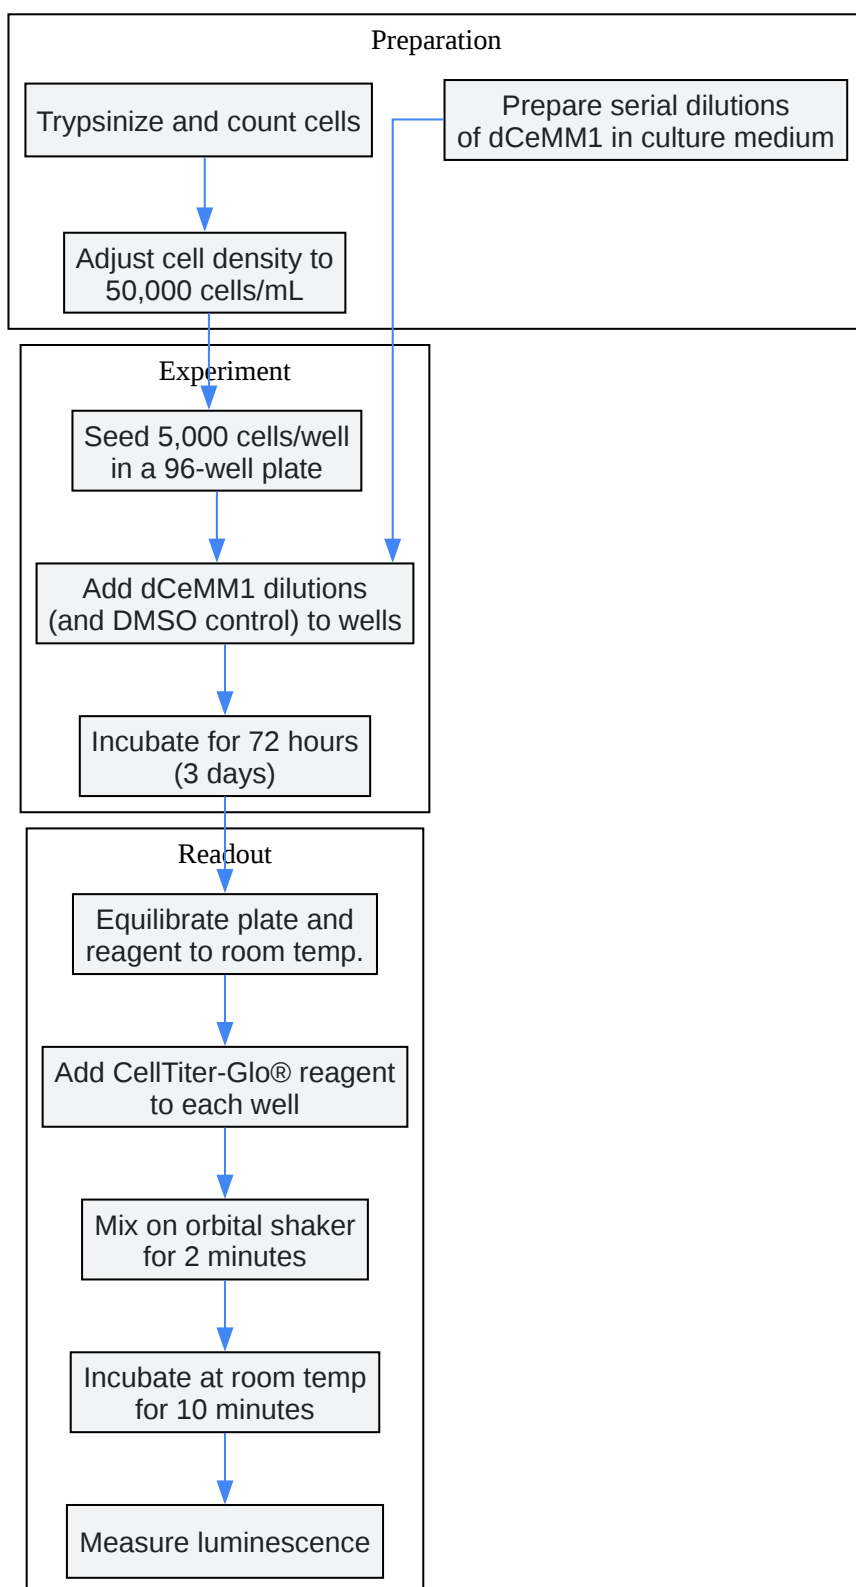 Preparation
Trypsinize and count cells
Prepare serial dilutions
of dCeMM1 in culture medium
Adjust cell density to
50,000 cells/mL
Experiment
Seed 5,000 cells/well
in a 96-well plate
Add dCeMM1 dilutions
(and DMSO control) to wells
Incubate for 72 hours
(3 days)
Readout
Equilibrate plate and
reagent to room temp.
Add CellTiter-Glo® reagent
to each well
Mix on orbital shaker
for 2 minutes
Incubate at room temp
for 10 minutes
Measure luminescence